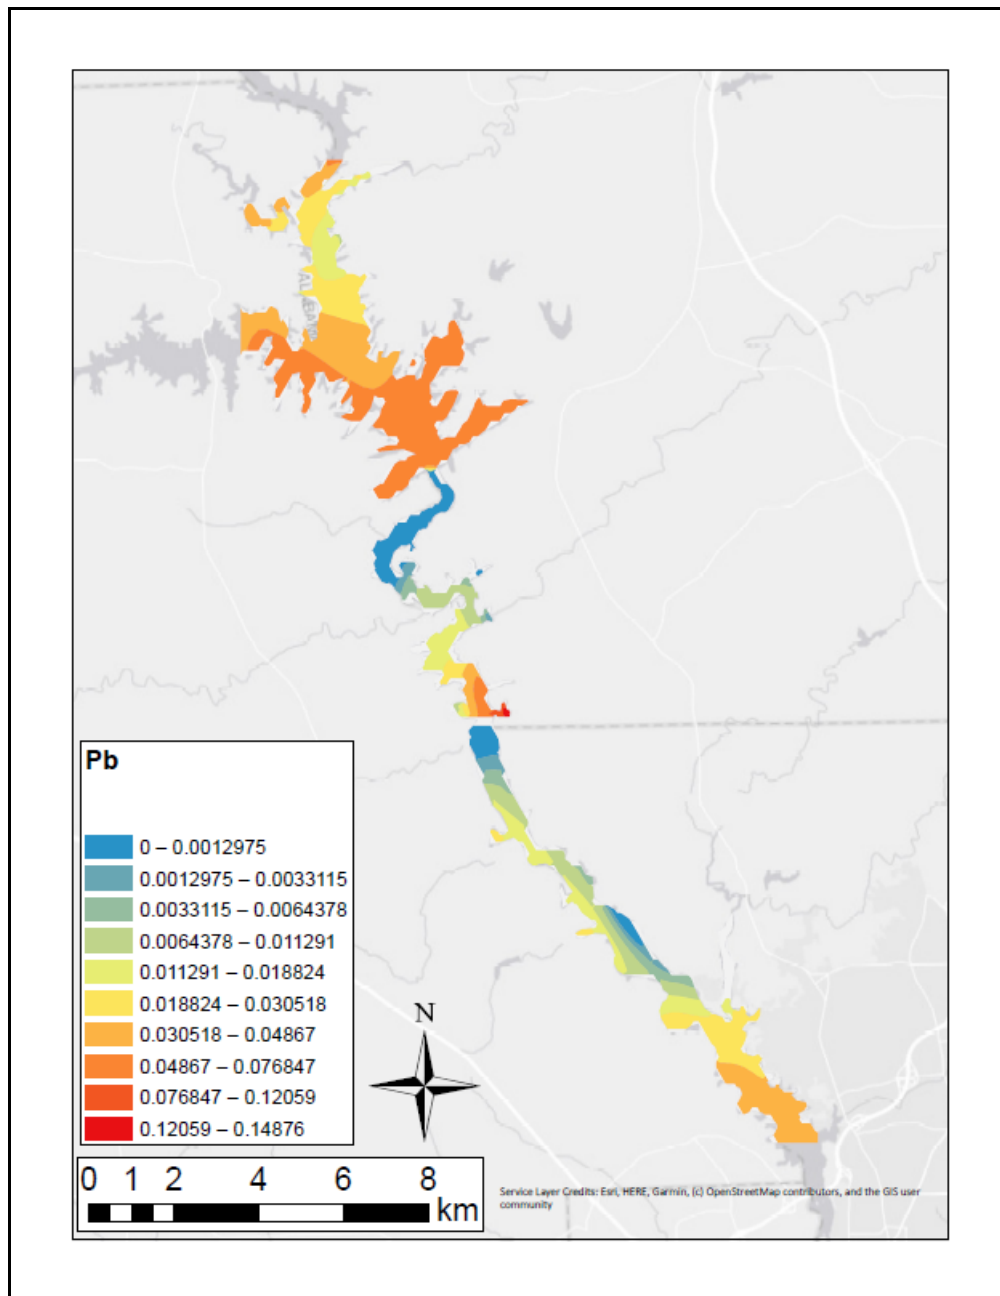 Pb
0 – 0.0012975
0.0012975 – 0.0033115
0.0033115 – 0.0064378
0.0064378 – 0.011291
0.011291 – 0.018824
0.018824 – 0.030518
0.030518 – 0.04867
0.04867 – 0.076847
0.076847 – 0.12059
0.12059 – 0.14876
N
0 1 2 4 6 8
km
Service Layer Credits: Esri, HERE, Garmin, (c) OpenStreetMap contributors, and the GIS user
community